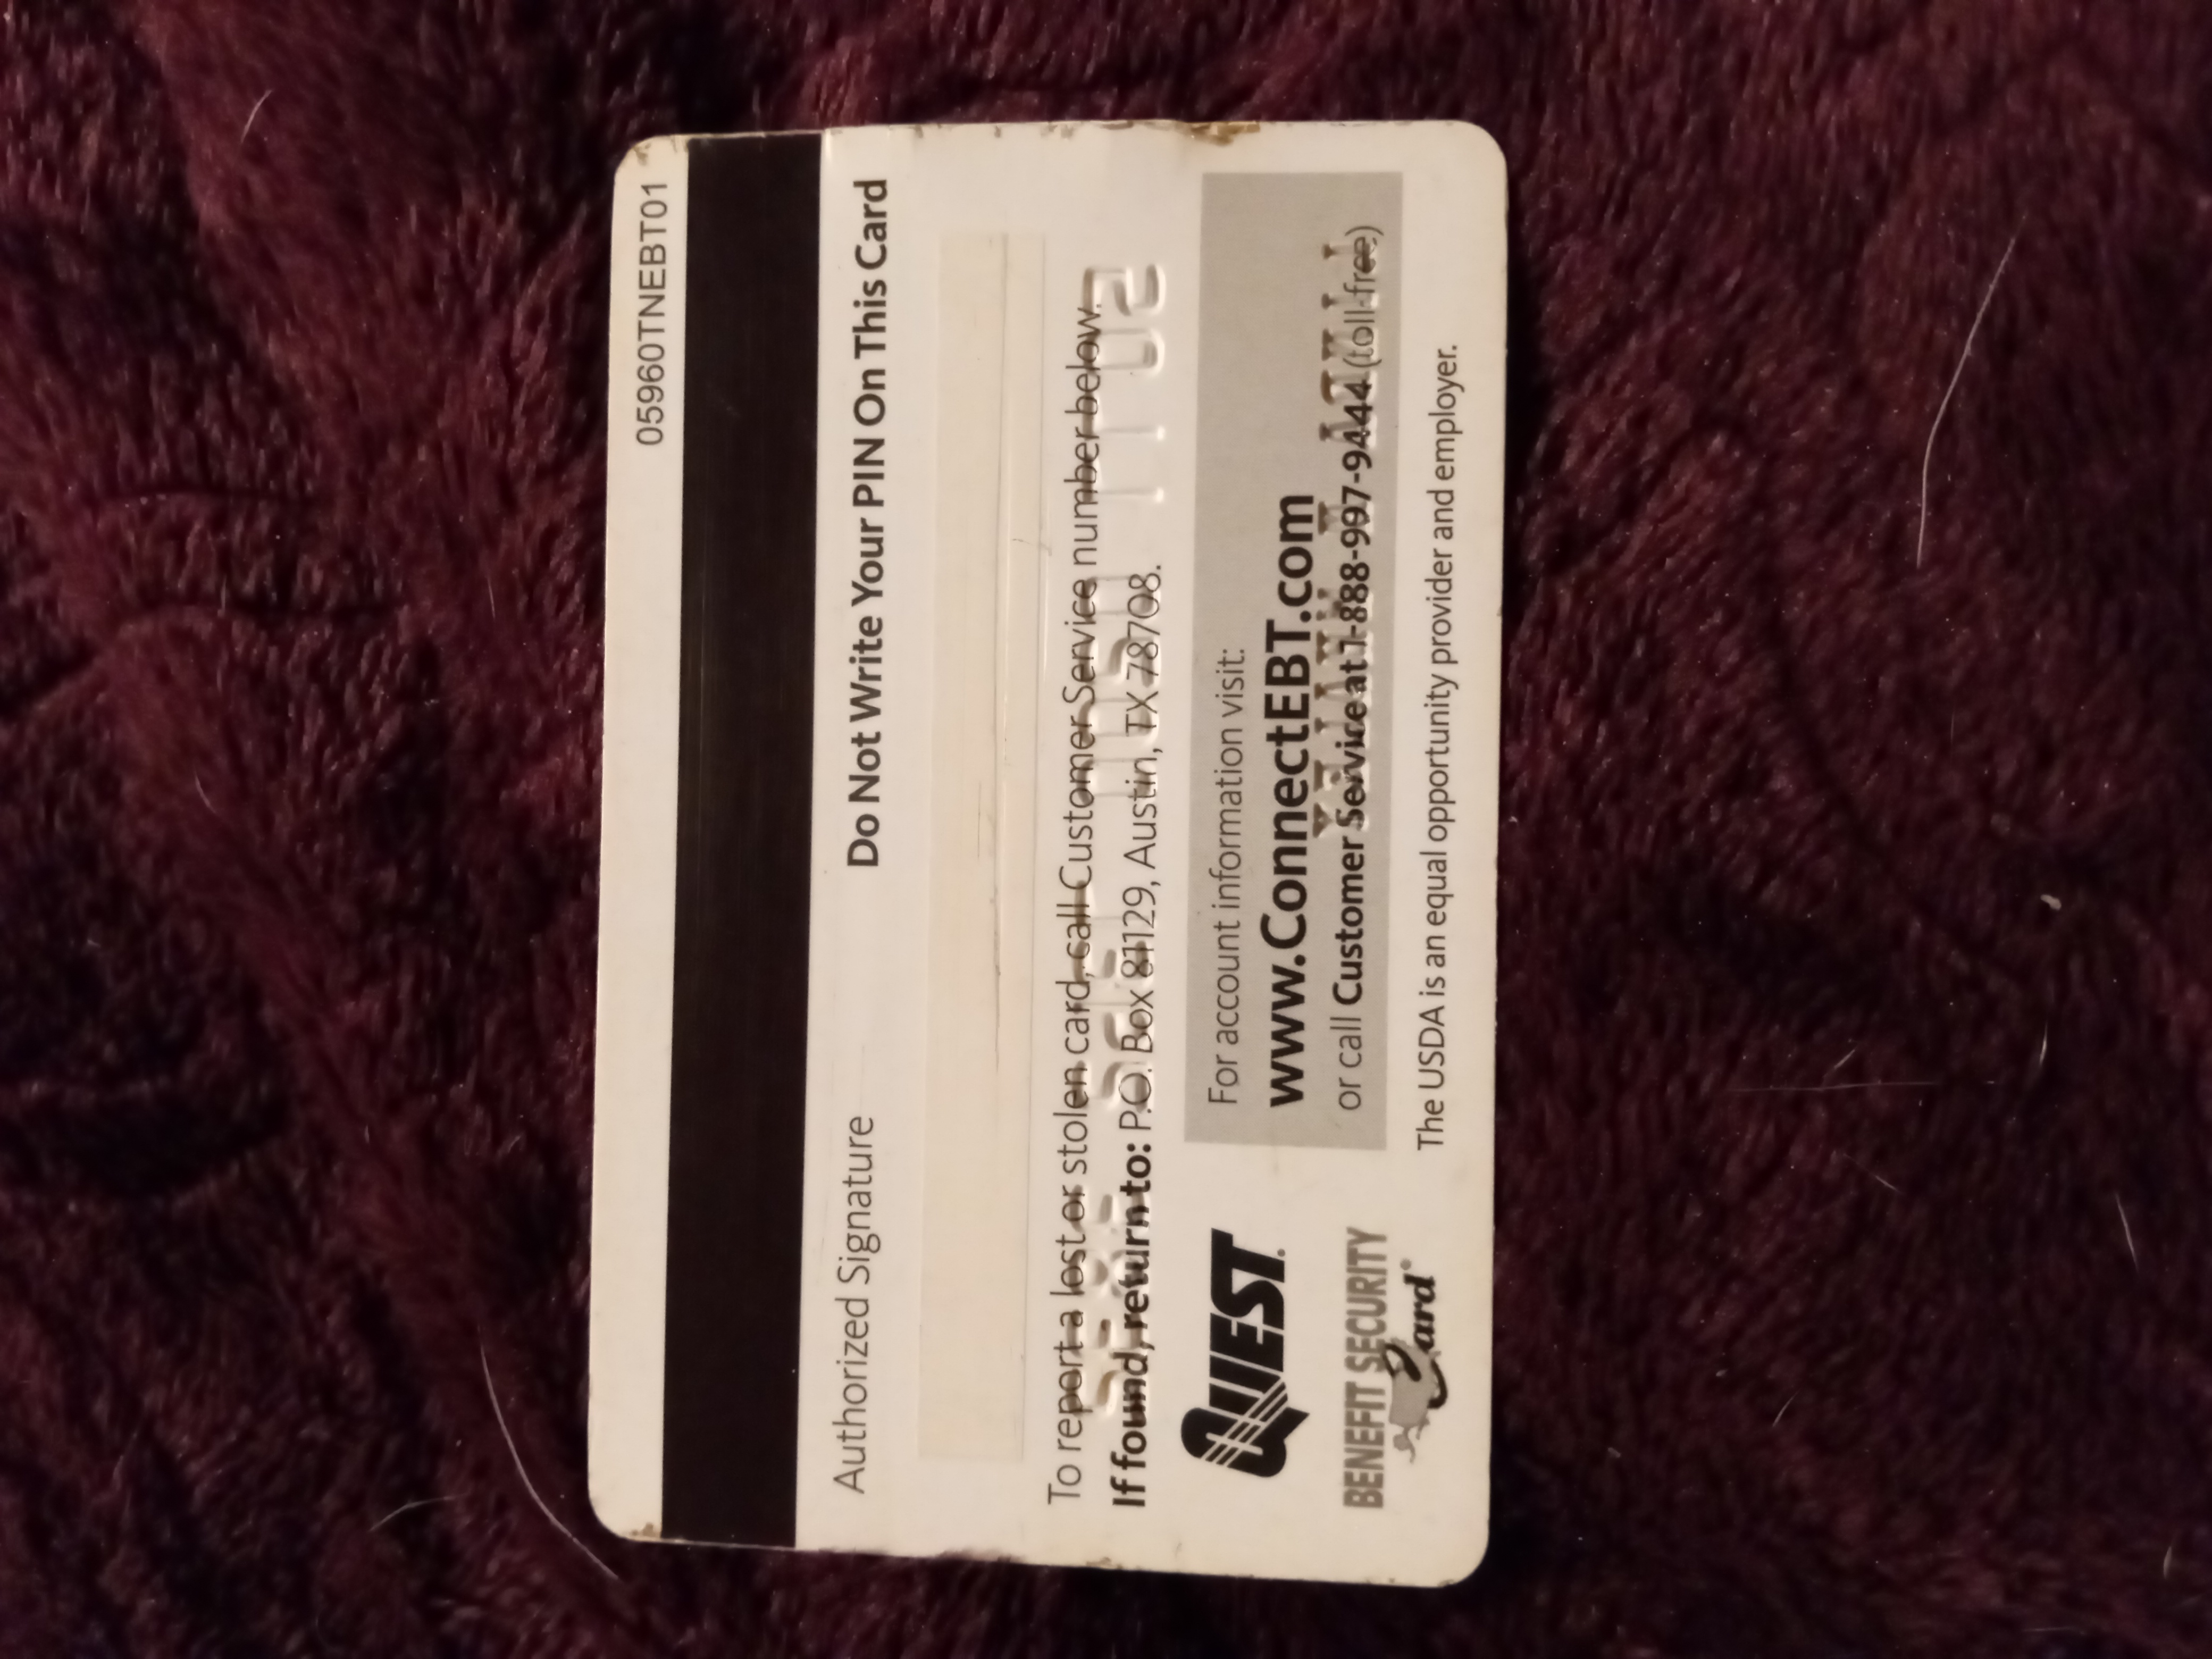 05960TNEBT01
Authorized Signature
Do Not Write Your PIN On This Card
To report a lost or stolen card, call Customer Service number below.
If found, return to: P.O. Box 81129, Austin, TX 78708.
QUEST®
BENEFIT SECURITY
Card®
For account information visit:
www.ConnectEBT.com
or call Customer Service at 1-888-997-9444 (toll-free)
The USDA is an equal opportunity provider and employer.